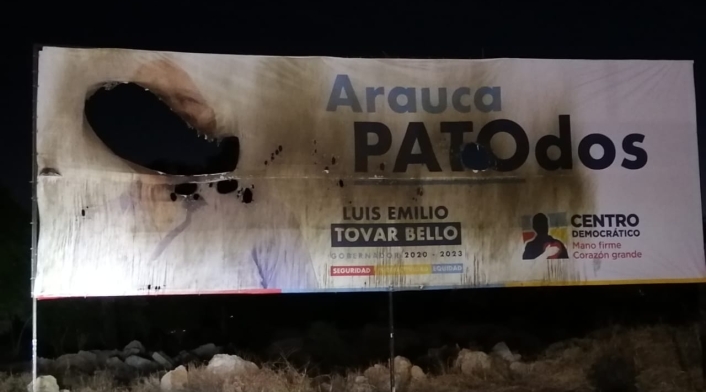 Arauca
PATOdos
LUIS EMILIO
TOVAR BELLO
GOBERNADOR 2020 - 2023
SEGURIDAD EQUIDAD
CENTRO
DEMOCRÁTICO
Mano firme
Corazón grande